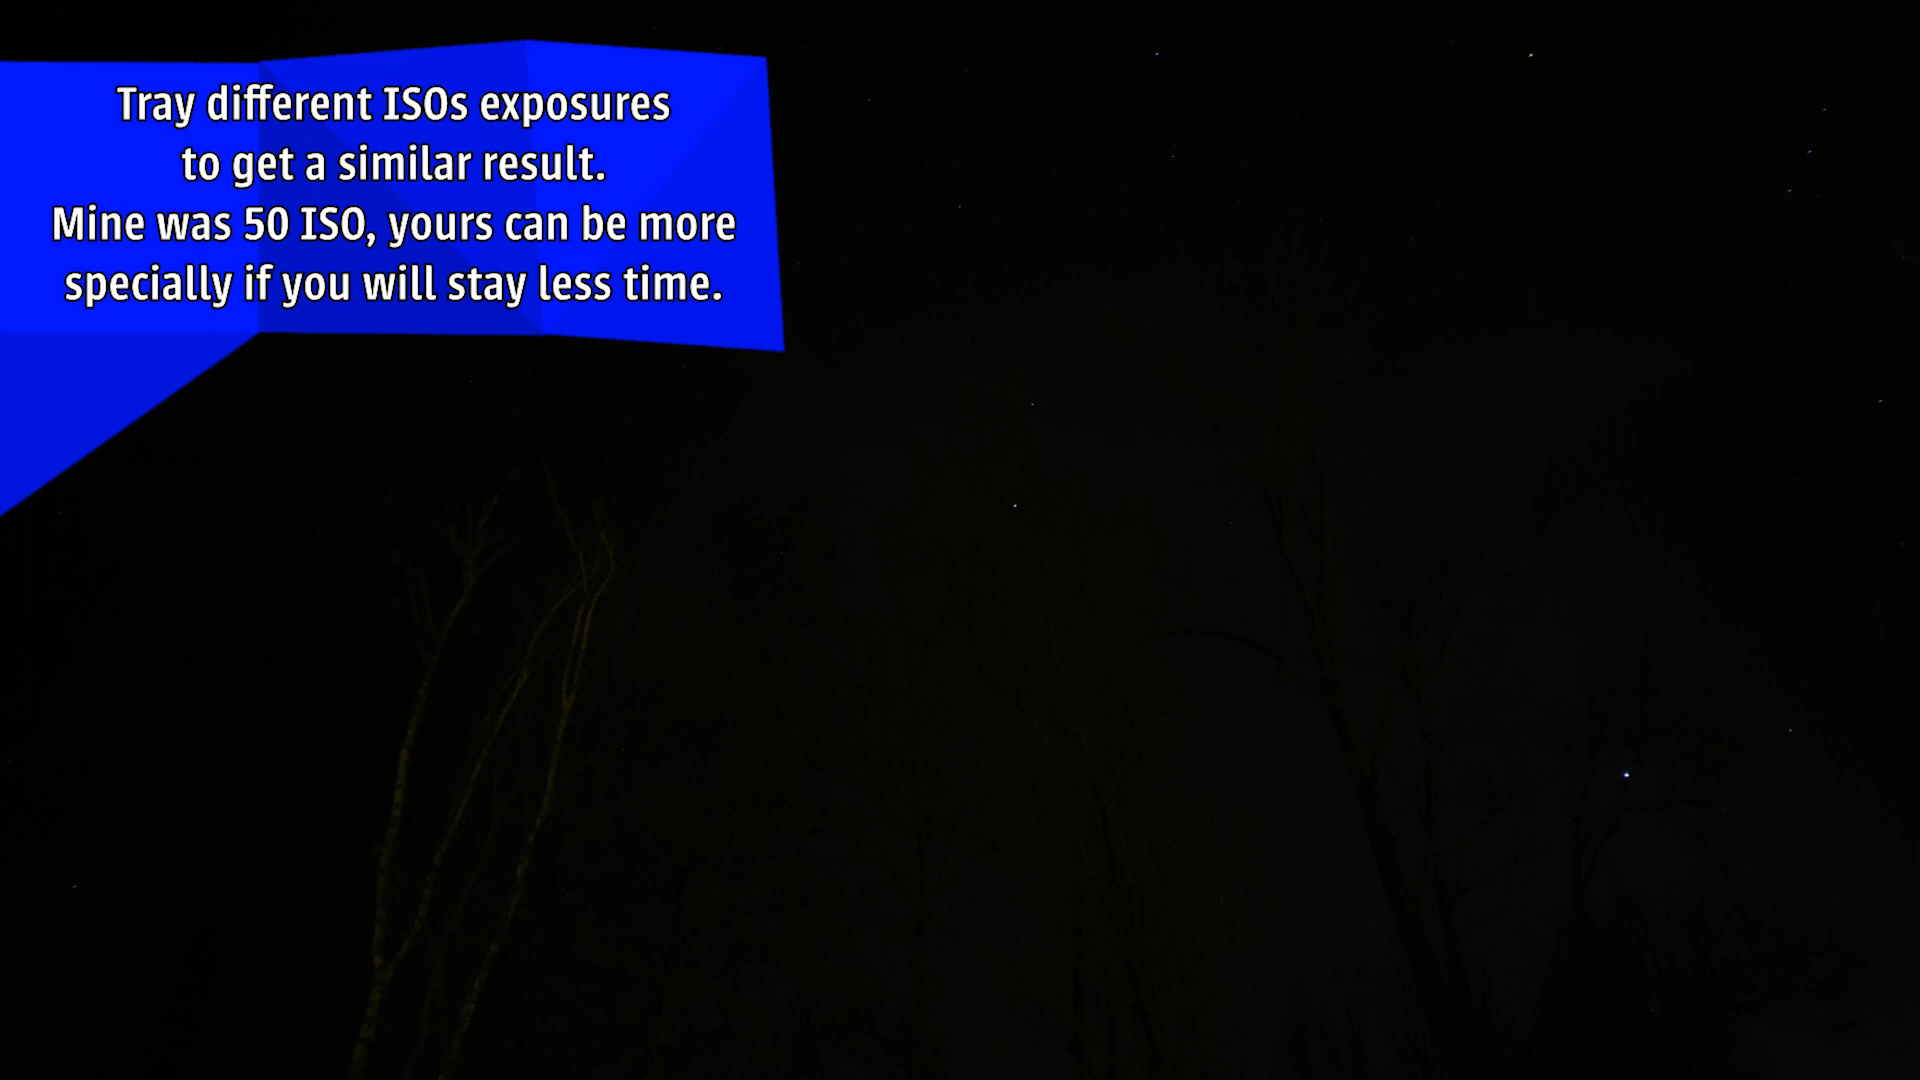 Tray different ISOs exposures
to get a similar result.
Mine was 50 ISO, yours can be more
specially if you will stay less time.